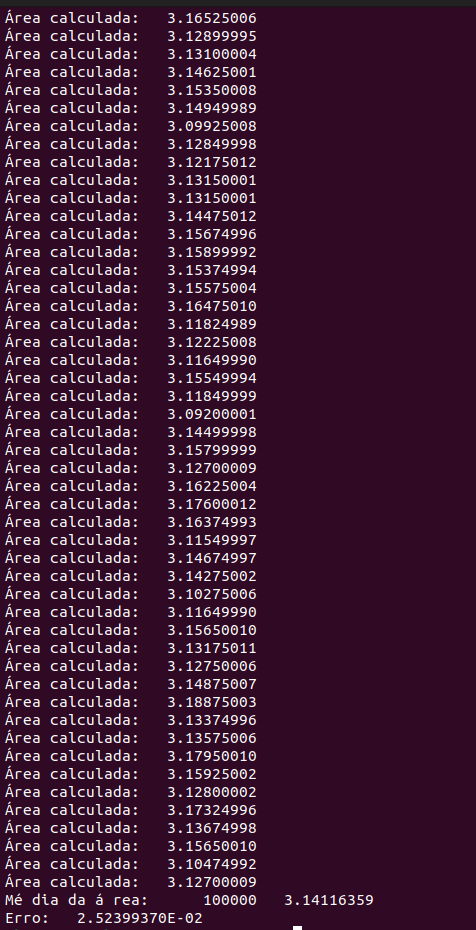 Área calculada:   3.16525006
Área calculada:   3.12899995
Área calculada:   3.13100004
Área calculada:   3.14625001
Área calculada:   3.15350008
Área calculada:   3.14949989
Área calculada:   3.09925008
Área calculada:   3.12849998
Área calculada:   3.12175012
Área calculada:   3.13150001
Área calculada:   3.13150001
Área calculada:   3.14475012
Área calculada:   3.15674996
Área calculada:   3.15899992
Área calculada:   3.15374994
Área calculada:   3.15575004
Área calculada:   3.16475010
Área calculada:   3.11824989
Área calculada:   3.12225008
Área calculada:   3.11649990
Área calculada:   3.15549994
Área calculada:   3.11849999
Área calculada:   3.09200001
Área calculada:   3.14499998
Área calculada:   3.15799999
Área calculada:   3.12700009
Área calculada:   3.16225004
Área calculada:   3.17600012
Área calculada:   3.16374993
Área calculada:   3.11549997
Área calculada:   3.14674997
Área calculada:   3.14275002
Área calculada:   3.10275006
Área calculada:   3.11649990
Área calculada:   3.15650010
Área calculada:   3.13175011
Área calculada:   3.12750006
Área calculada:   3.14875007
Área calculada:   3.18875003
Área calculada:   3.13374996
Área calculada:   3.13575006
Área calculada:   3.17950010
Área calculada:   3.15925002
Área calculada:   3.12800002
Área calculada:   3.17324996
Área calculada:   3.13674998
Área calculada:   3.15650010
Área calculada:   3.10474992
Área calculada:   3.12700009
Mé dia da á rea:      100000   3.14116359
Erro:   2.52399370E-02